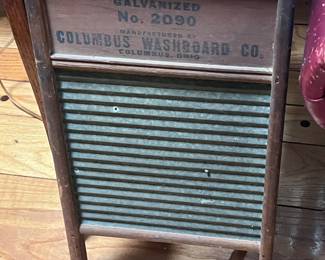 GALVANIZED
No. 2090
MANUFACTURED BY
COLUMBUS WASHBOARD CO.
COLUMBUS, OHIO